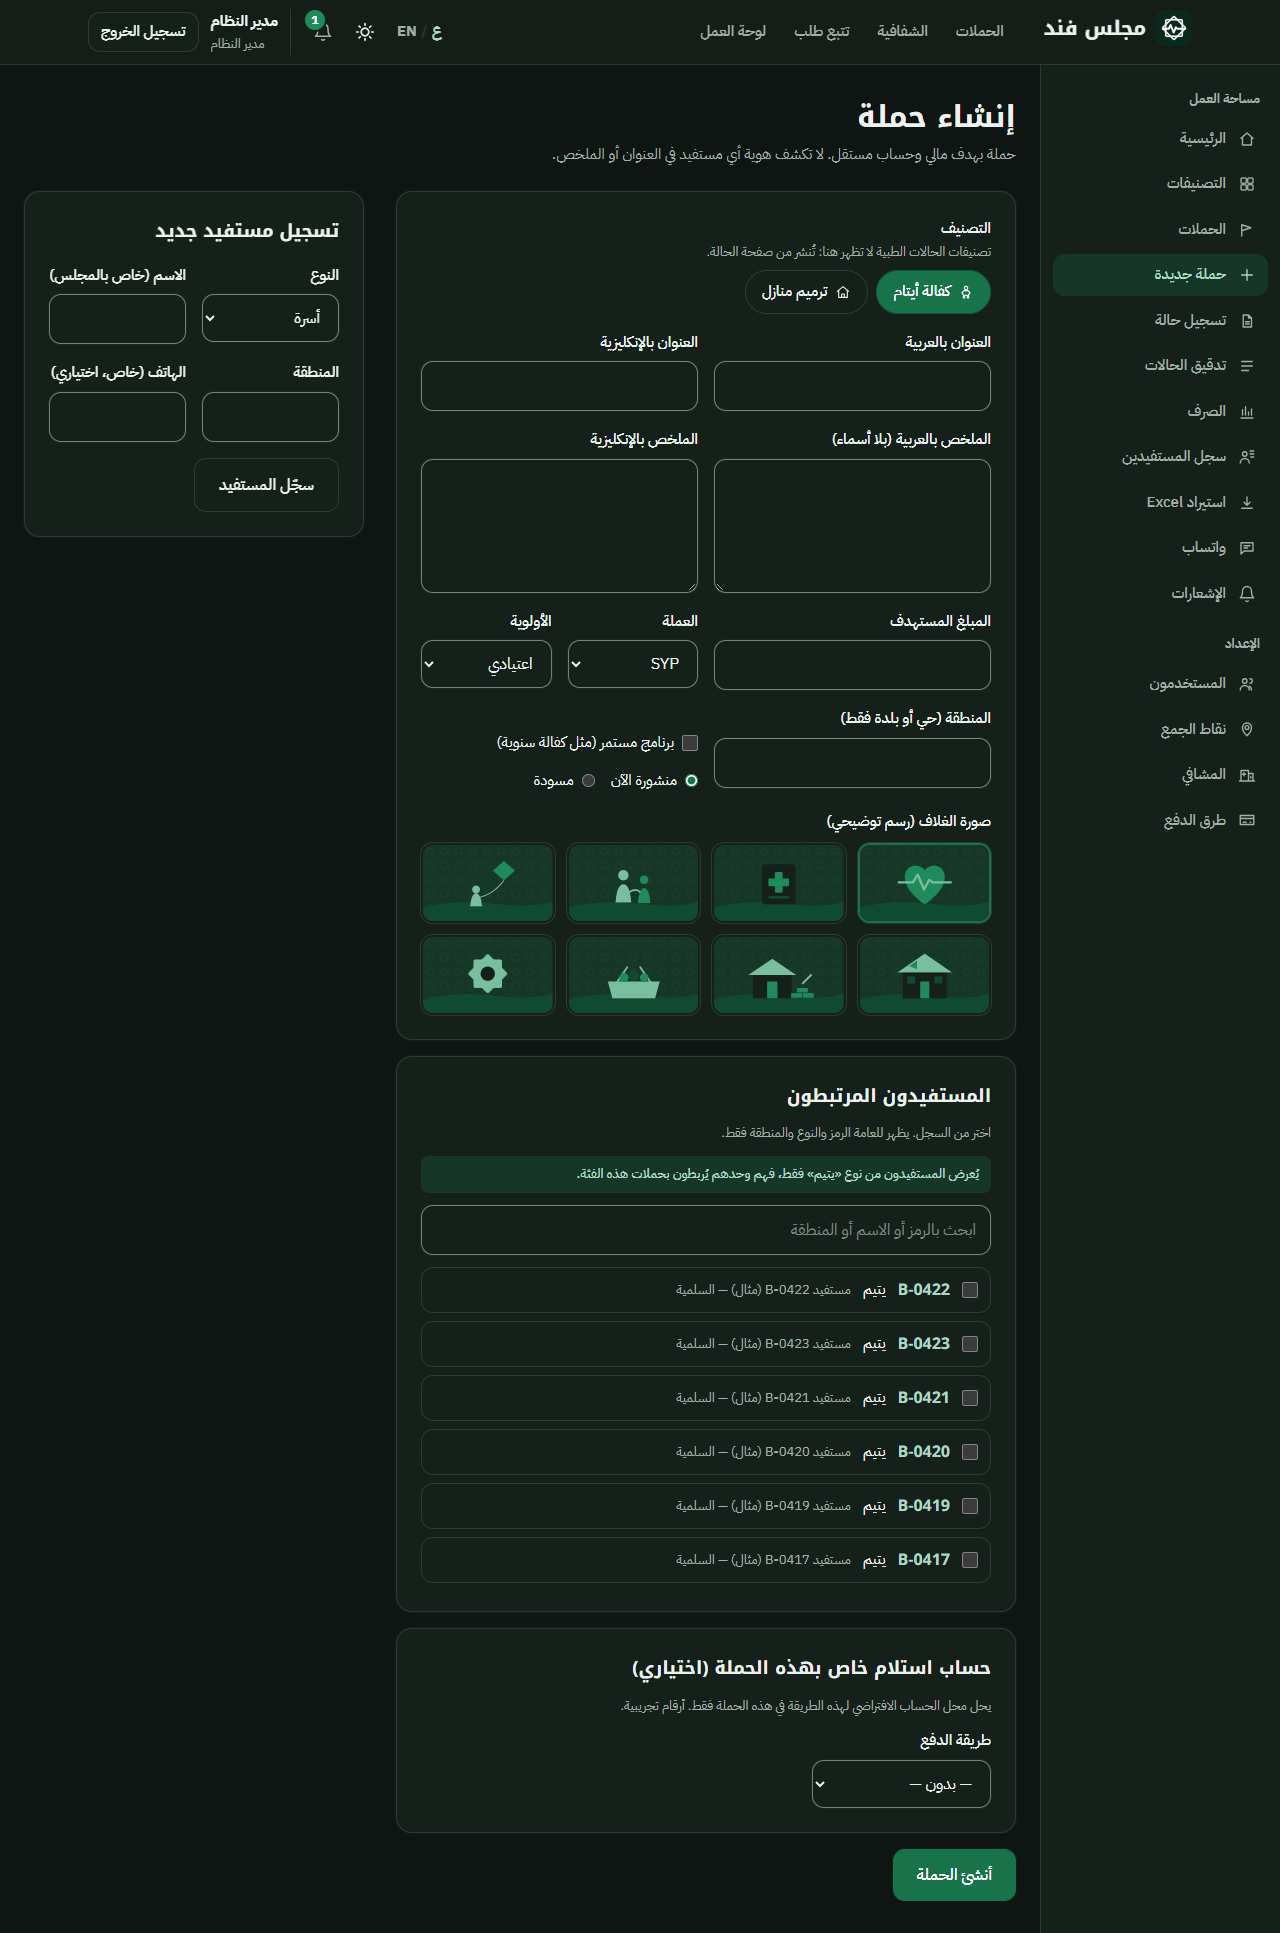 مجلس فند
الحملات
الشفافية
تتبع طلب
لوحة العمل
ع / EN
1
مدير النظام
مدير النظام
تسجيل الخروج
مساحة العمل
الرئيسية
التصنيفات
الحملات
حملة جديدة
تسجيل حالة
تدقيق الحالات
الصرف
سجل المستفيدين
استيراد Excel
واتساب
الإشعارات
الإعداد
المستخدمون
نقاط الجمع
المشافي
طرق الدفع
إنشاء حملة
حملة بهدف مالي وحساب مستقل. لا تكشف هوية أي مستفيد في العنوان أو الملخص.
التصنيف
تصنيفات الحالات الطبية لا تظهر هنا: تُنشر من صفحة الحالة.
كفالة أيتام
ترميم منازل
العنوان بالعربية
العنوان بالإنكليزية
الملخص بالعربية (بلا أسماء)
الملخص بالإنكليزية
المبلغ المستهدف
العملة
الأولوية
SYP
اعتيادي
المنطقة (حي أو بلدة فقط)
برنامج مستمر (مثل كفالة سنوية)
منشورة الآن
مسودة
صورة الغلاف (رسم توضيحي)
المستفيدون المرتبطون
اختر من السجل. يظهر للعامة الرمز والنوع والمنطقة فقط.
يُعرض المستفيدون من نوع «يتيم» فقط، فهم وحدهم يُربطون بحملات هذه الفئة.
ابحث بالرمز أو الاسم أو المنطقة
B-0422 يتيم مستفيد B-0422 (مثال) — السلمية
B-0423 يتيم مستفيد B-0423 (مثال) — السلمية
B-0421 يتيم مستفيد B-0421 (مثال) — السلمية
B-0420 يتيم مستفيد B-0420 (مثال) — السلمية
B-0419 يتيم مستفيد B-0419 (مثال) — السلمية
B-0417 يتيم مستفيد B-0417 (مثال) — السلمية
حساب استلام خاص بهذه الحملة (اختياري)
يحل محل الحساب الافتراضي لهذه الطريقة في هذه الحملة فقط. أرقام تجريبية.
طريقة الدفع
— بدون —
أنشئ الحملة
تسجيل مستفيد جديد
النوع
الاسم (خاص بالمجلس)
أسرة
المنطقة
الهاتف (خاص، اختياري)
سجّل المستفيد